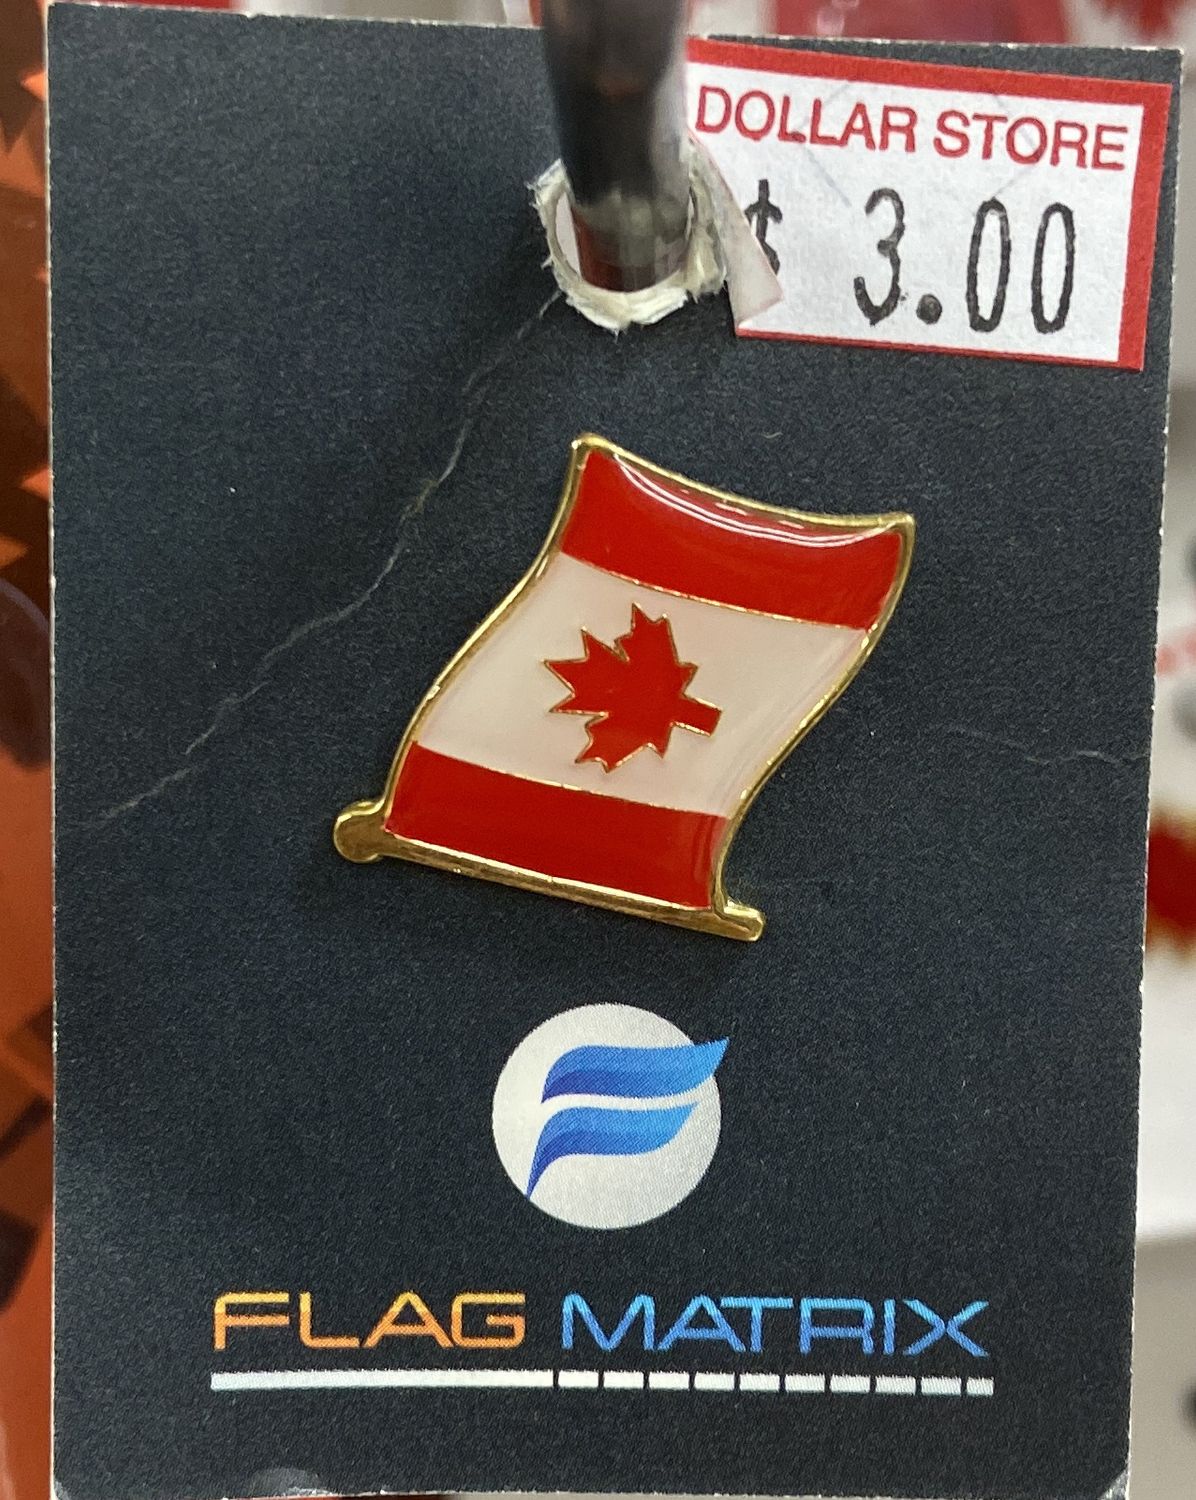 DOLLAR STORE
$ 3.00
FLAG MATRIX